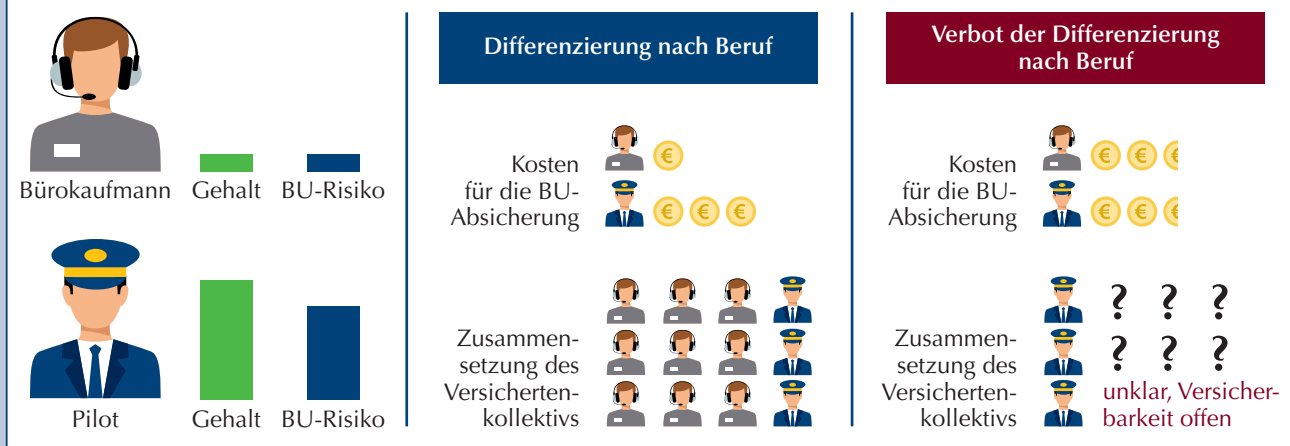 Bürokaufmann
Gehalt
BU-Risiko
Pilot
Gehalt
BU-Risiko
Differenzierung nach Beruf
Kosten
für die BU-
Absicherung
€
€ € €
Zusammen-
setzung des
Versicherten-
kollektivs
Verbot der Differenzierung
nach Beruf
Kosten
für die BU-
Absicherung
€ € €
€ € €
Zusammen-
setzung des
Versicherten-
kollektivs
? ? ?
? ? ?
unklar, Versicher-
barkeit offen